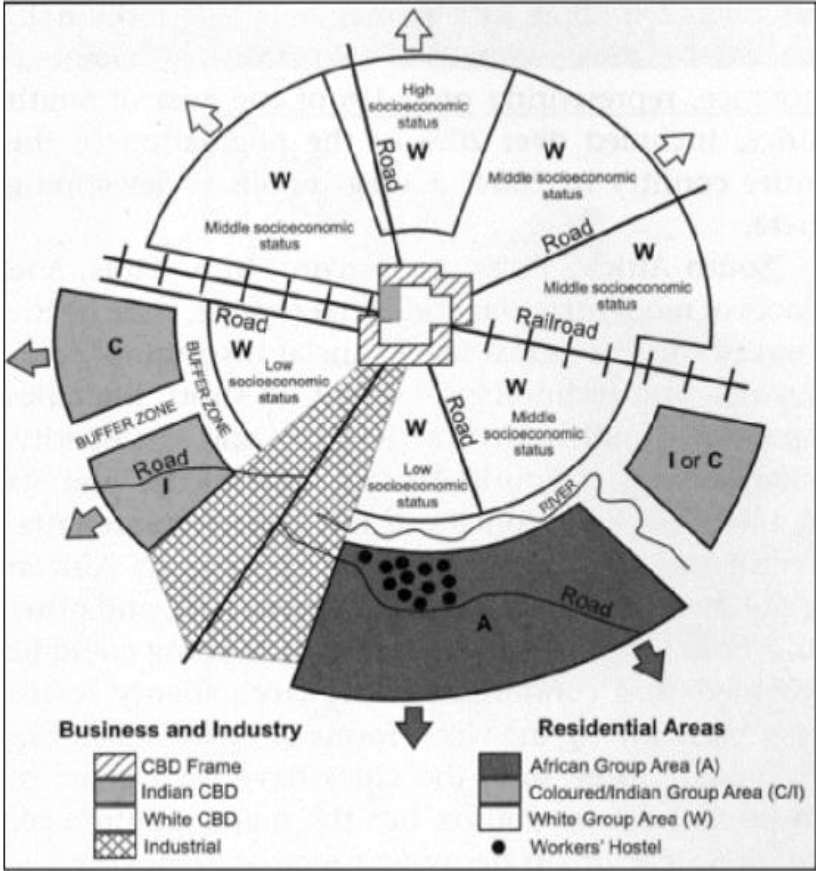 High
socioeconomic
status
W
Road
W
Middle socioeconomic
status
W
Middle socioeconomic
status
Road
W
Middle socioeconomic
status
Road
W
Low
socioeconomic
status
Railroad
C
BUFFER ZONE
BUFFER ZONE
Road
I
W
Low
socioeconomic
status
Road
W
Middle
socioeconomic
status
I or C
RIVER
Road
A
Business and Industry
CBD Frame
Indian CBD
White CBD
Industrial
Residential Areas
African Group Area (A)
Coloured/Indian Group Area (C/I)
White Group Area (W)
Workers' Hostel